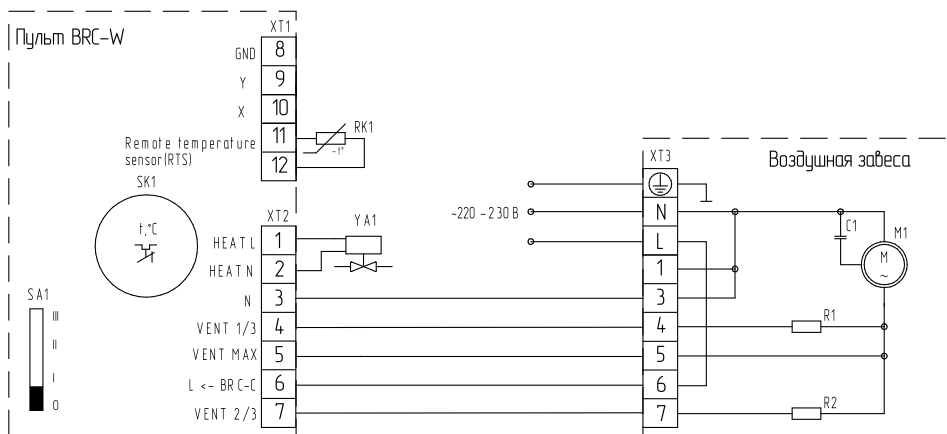 Пульт BRC-W
XT1
GND 8
Y 9
X 10
Remote temperature
sensor(RTS)
11
12
RK1
-t°
SK1
t,°C
SA1
III
II
I
0
XT2
HEAT L 1
HEAT N 2
N 3
VENT 1/3 4
VENT MAX 5
L <- BRC-C 6
VENT 2/3 7
YA1
~220 -230 В
XT3
Воздушная завеса
N
L
1
3
4
5
6
7
C1
M1
M
~
R1
R2